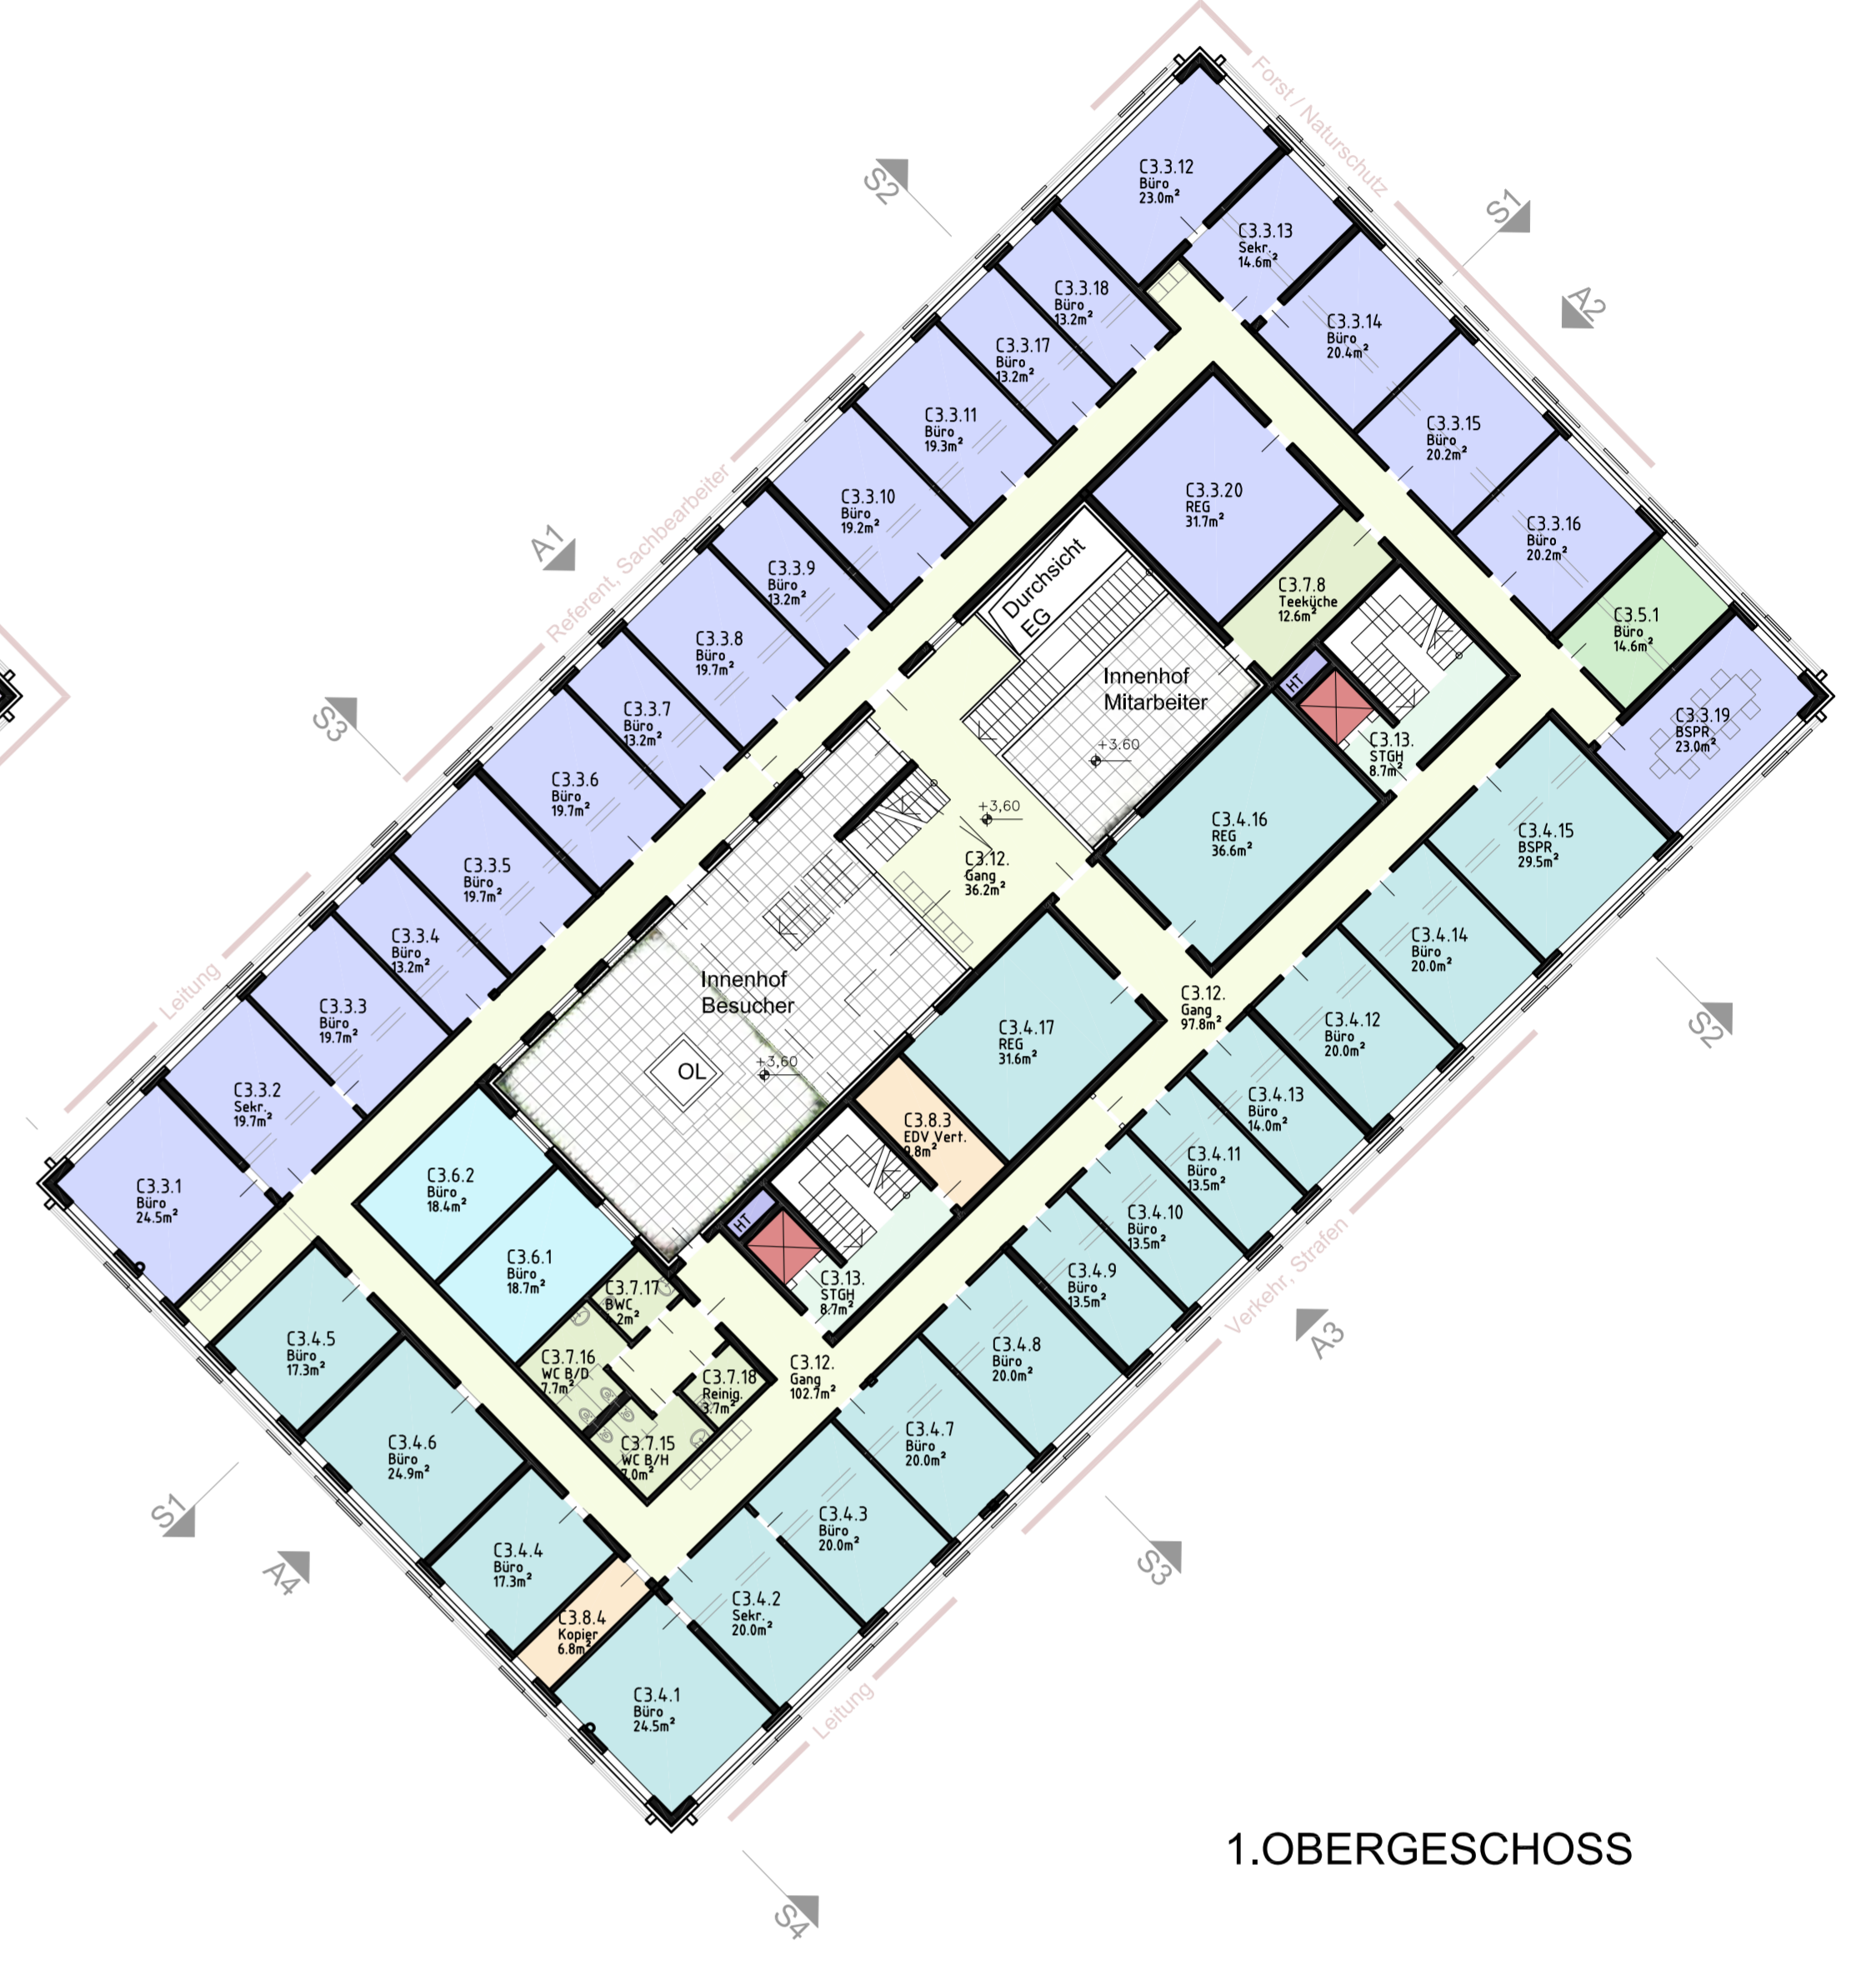 Forst / Naturschutz
S1
S2
A2
C3.3.12
Büro
23.0m²
C3.3.13
Sekr.
14.6m²
C3.3.18
Büro
13.2m²
C3.3.14
Büro
20.4m²
C3.3.17
Büro
13.2m²
C3.3.11
Büro
19.3m²
C3.3.15
Büro
20.2m²
C3.3.10
Büro
19.2m²
C3.3.20
REG
31.7m²
C3.3.16
Büro
20.2m²
A1
Referent, Sachbearbeiter
C3.3.9
Büro
13.2m²
Durchsicht
EG
C3.7.8
Teeküche
12.6m²
C3.5.1
Büro
14.6m²
C3.3.8
Büro
19.7m²
Innenhof
Mitarbeiter
+3.60
HT
C3.3.7
Büro
13.2m²
S3
C3.3.19
BSPR
23.0m²
C3.13.
STGH
8.7m²
C3.3.6
Büro
19.7m²
+3,60
C3.4.16
REG
36.6m²
C3.4.15
BSPR
29.5m²
C3.12.
Gang
36.2m²
C3.3.5
Büro
19.7m²
C3.3.4
Büro
13.2m²
C3.4.14
Büro
20.0m²
Leitung
Innenhof
Besucher
C3.12.
Gang
97.8m²
C3.3.3
Büro
19.7m²
S2
C3.4.17
REG
31.6m²
C3.4.12
Büro
20.0m²
OL
+3,60
C3.3.2
Sekr.
19.7m²
C3.4.13
Büro
14.0m²
C3.8.3
EDV Vert.
9.8m²
C3.4.11
Büro
13.5m²
C3.6.2
Büro
18.4m²
C3.3.1
Büro
24.5m²
HT
C3.4.10
Büro
13.5m²
C3.6.1
Büro
18.7m²
C3.4.9
Büro
13.5m²
C3.13.
STGH
8.7m²
Verkehr, Strafen
C3.7.17
BWC
C3.4.5
Büro
17.3m²
C3.4.8
Büro
20.0m²
A3
C3.7.16
WC B/D
7.7m²
C3.7.18
Reinig.
3.7m²
C3.12.
Gang
102.7m²
C3.4.6
Büro
24.9m²
C3.7.15
WC B/H
7.0m²
C3.4.7
Büro
20.0m²
S1
A4
C3.4.3
Büro
20.0m²
C3.4.4
Büro
17.3m²
S3
C3.4.2
Sekr.
20.0m²
C3.8.4
Kopier
6.8m²
C3.4.1
Büro
24.5m²
Leitung
1.OBERGESCHOSS
S4